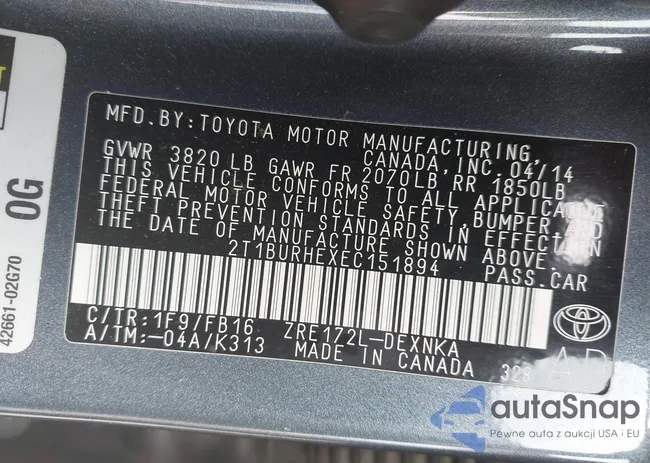 MFD.BY:TOYOTA MOTOR MANUFACTURING,
CANADA, INC. 04/14
GVWR 3820 LB GAWR FR 2070LB RR 1850LB
THIS VEHICLE CONFORMS TO ALL APPLICABLE
FEDERAL MOTOR VEHICLE SAFETY, BUMPER, AND
THEFT PREVENTION STANDARDS IN EFFECT ON
THE DATE OF MANUFACTURE SHOWN ABOVE.
2T1BURHEXEC151894 PASS.CAR
C/TR:1F9/FB16 ZRE172L-DEXNKA
A/TM:-04A/K313 MADE IN CANADA 328
0G
42661-02G70
autaSnap
Pewne auta z aukcji USA i EU